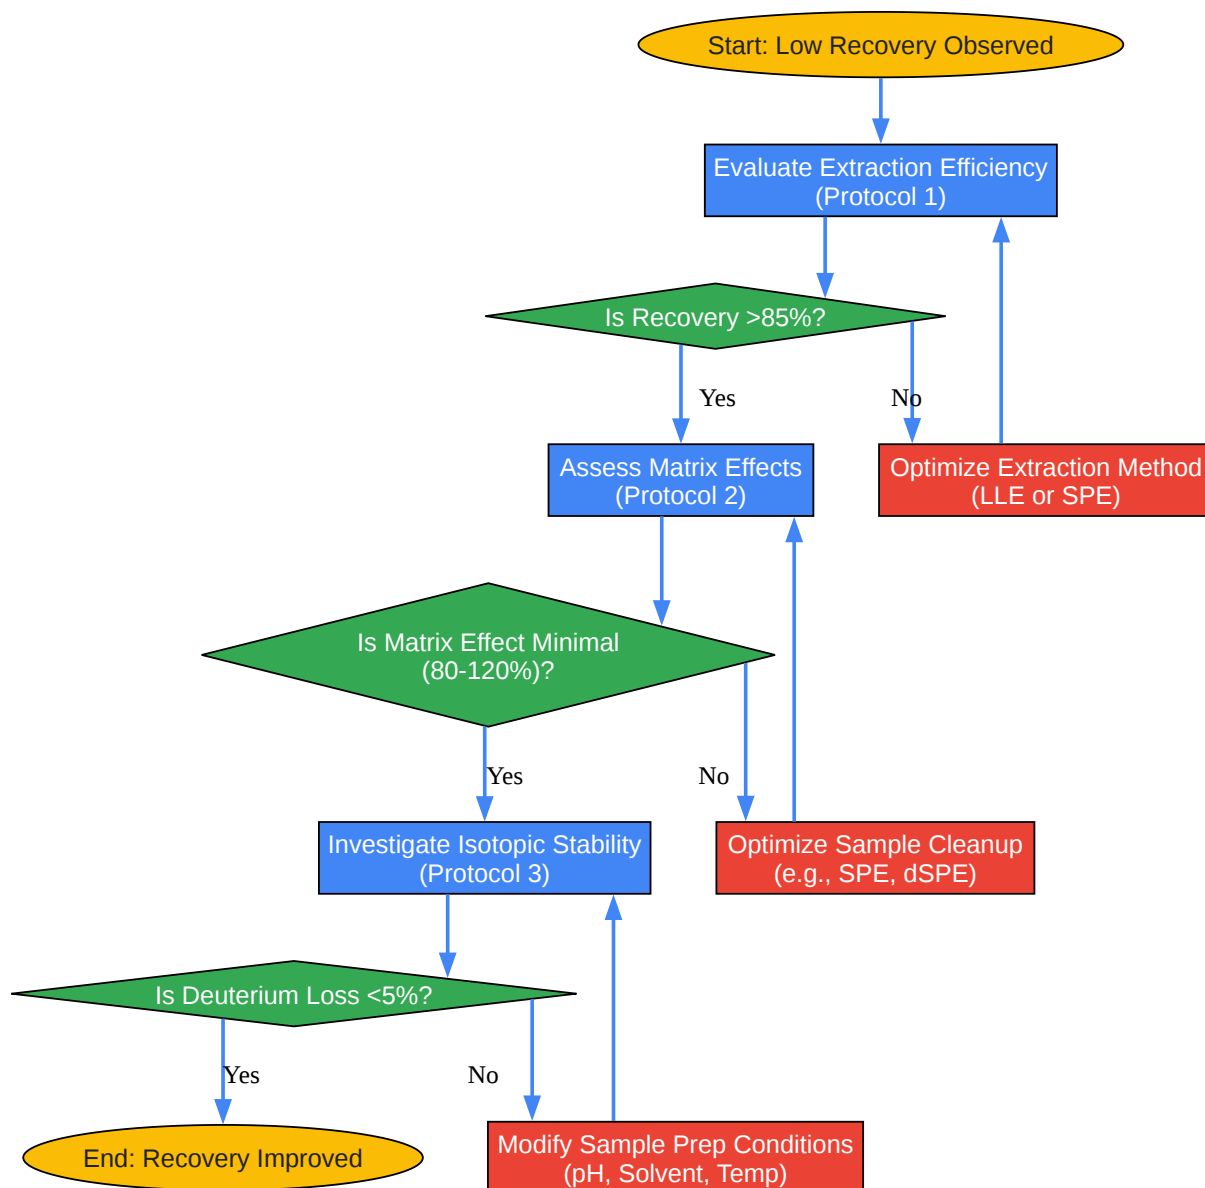 Start: Low Recovery Observed
Evaluate Extraction Efficiency
(Protocol 1)
Is Recovery >85%?
Yes
No
Assess Matrix Effects
(Protocol 2)
Optimize Extraction Method
(LLE or SPE)
Is Matrix Effect Minimal
(80-120%)?
Yes
No
Investigate Isotopic Stability
(Protocol 3)
Optimize Sample Cleanup
(e.g., SPE, dSPE)
Is Deuterium Loss <5%?
Yes
No
End: Recovery Improved
Modify Sample Prep Conditions
(pH, Solvent, Temp)